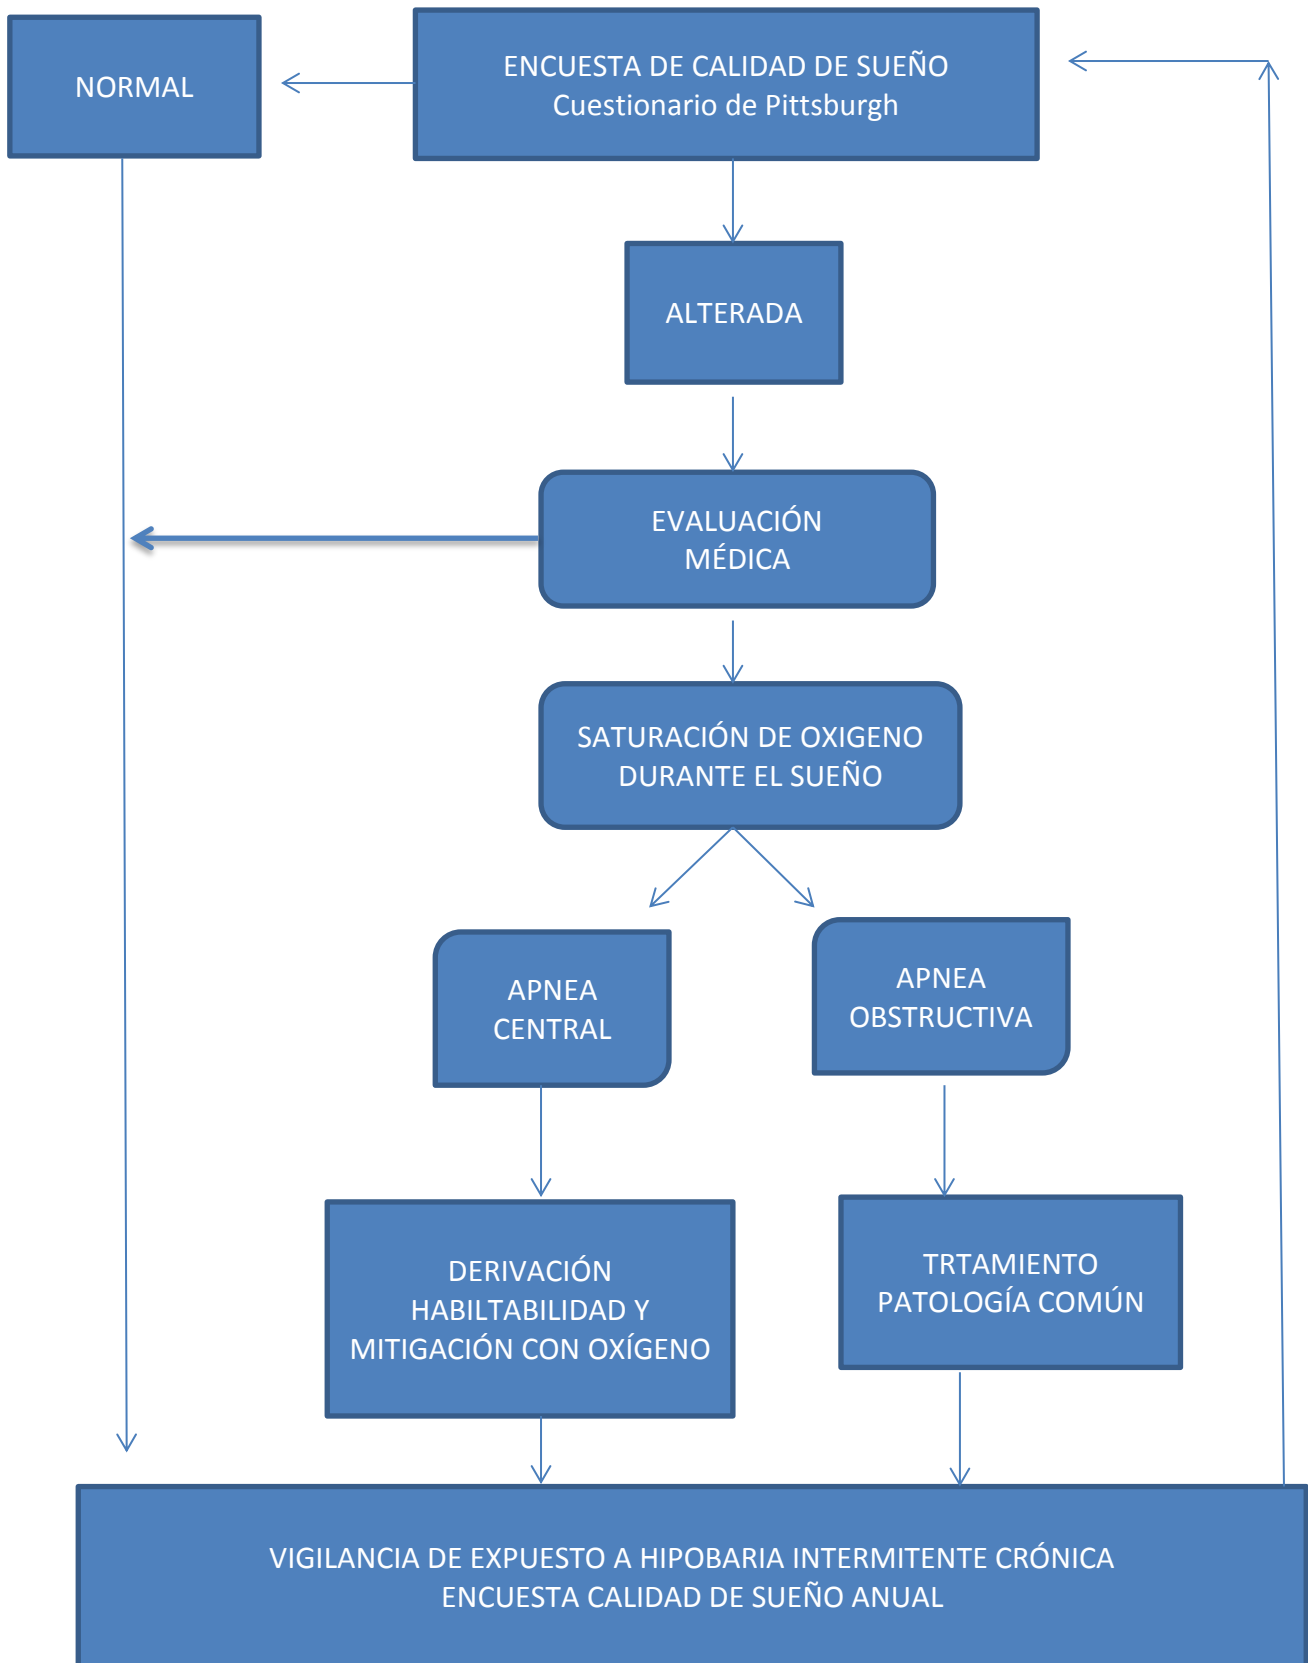 NORMAL
ENCUESTA DE CALIDAD DE SUEÑO
Cuestionario de Pittsburgh
ALTERADA
EVALUACIÓN
MÉDICA
SATURACIÓN DE OXIGENO
DURANTE EL SUEÑO
APNEA
CENTRAL
APNEA
OBSTRUCTIVA
DERIVACIÓN
HABILTABILIDAD Y
MITIGACIÓN CON OXÍGENO
TRTAMIENTO
PATOLOGÍA COMÚN
VIGILANCIA DE EXPUESTO A HIPOBARIA INTERMITENTE CRÓNICA
ENCUESTA CALIDAD DE SUEÑO ANUAL